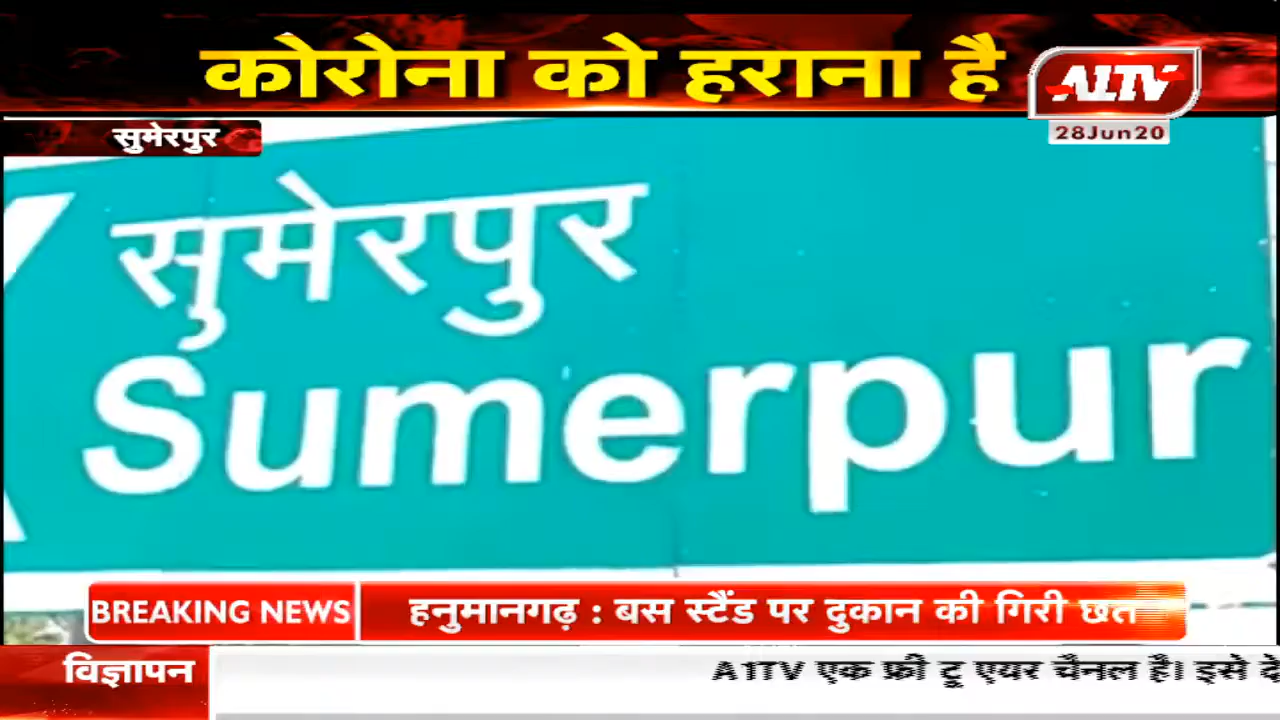 कोरोना को हराना है
A1TV
28Jun20
सुमेरपुर
सुमेरपुर
Sumerpur
BREAKING NEWS
हनुमानगढ़ : बस स्टैंड पर दुकान की गिरी छत
विज्ञापन
A1TV एक फ्री टू एयर चैनल है। इसे दे